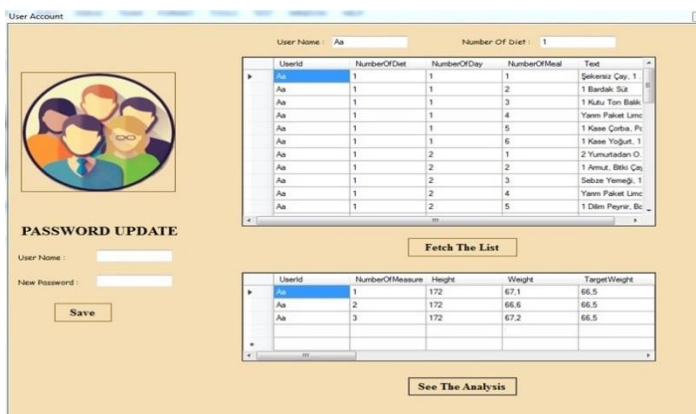 User Account
User Name : Aa Number Of Diet : 1
UserId NumberOfDiet NumberOfDay NumberOfMeal Text
Aa 1 1 1 Şekersiz Çay, 1
Aa 1 1 2 1 Bardak Süt
Aa 1 1 3 1 Kutu Ton Balık
Aa 1 1 4 Yarım Paket Limo
Aa 1 1 5 1 Kase Çorba, Po
Aa 1 1 6 1 Kase Yoğurt, 1
Aa 1 2 1 2 Yumurtadan O
Aa 1 2 2 1 Armut, Bitki Çay
Aa 1 2 3 Sebze Yemeği, 1
Aa 1 2 4 Yarım Paket
Aa 1 2 5 1 Dilim Peynir,
Fetch The List
PASSWORD UPDATE
User Name :
New Password :
Save
UserId NumberOfMeasure Height Weight TargetWeight
Aa 1 172 67,1 66,5
Aa 2 172 66,6 66,5
Aa 3 172 67,2 66,5
See The Analysis